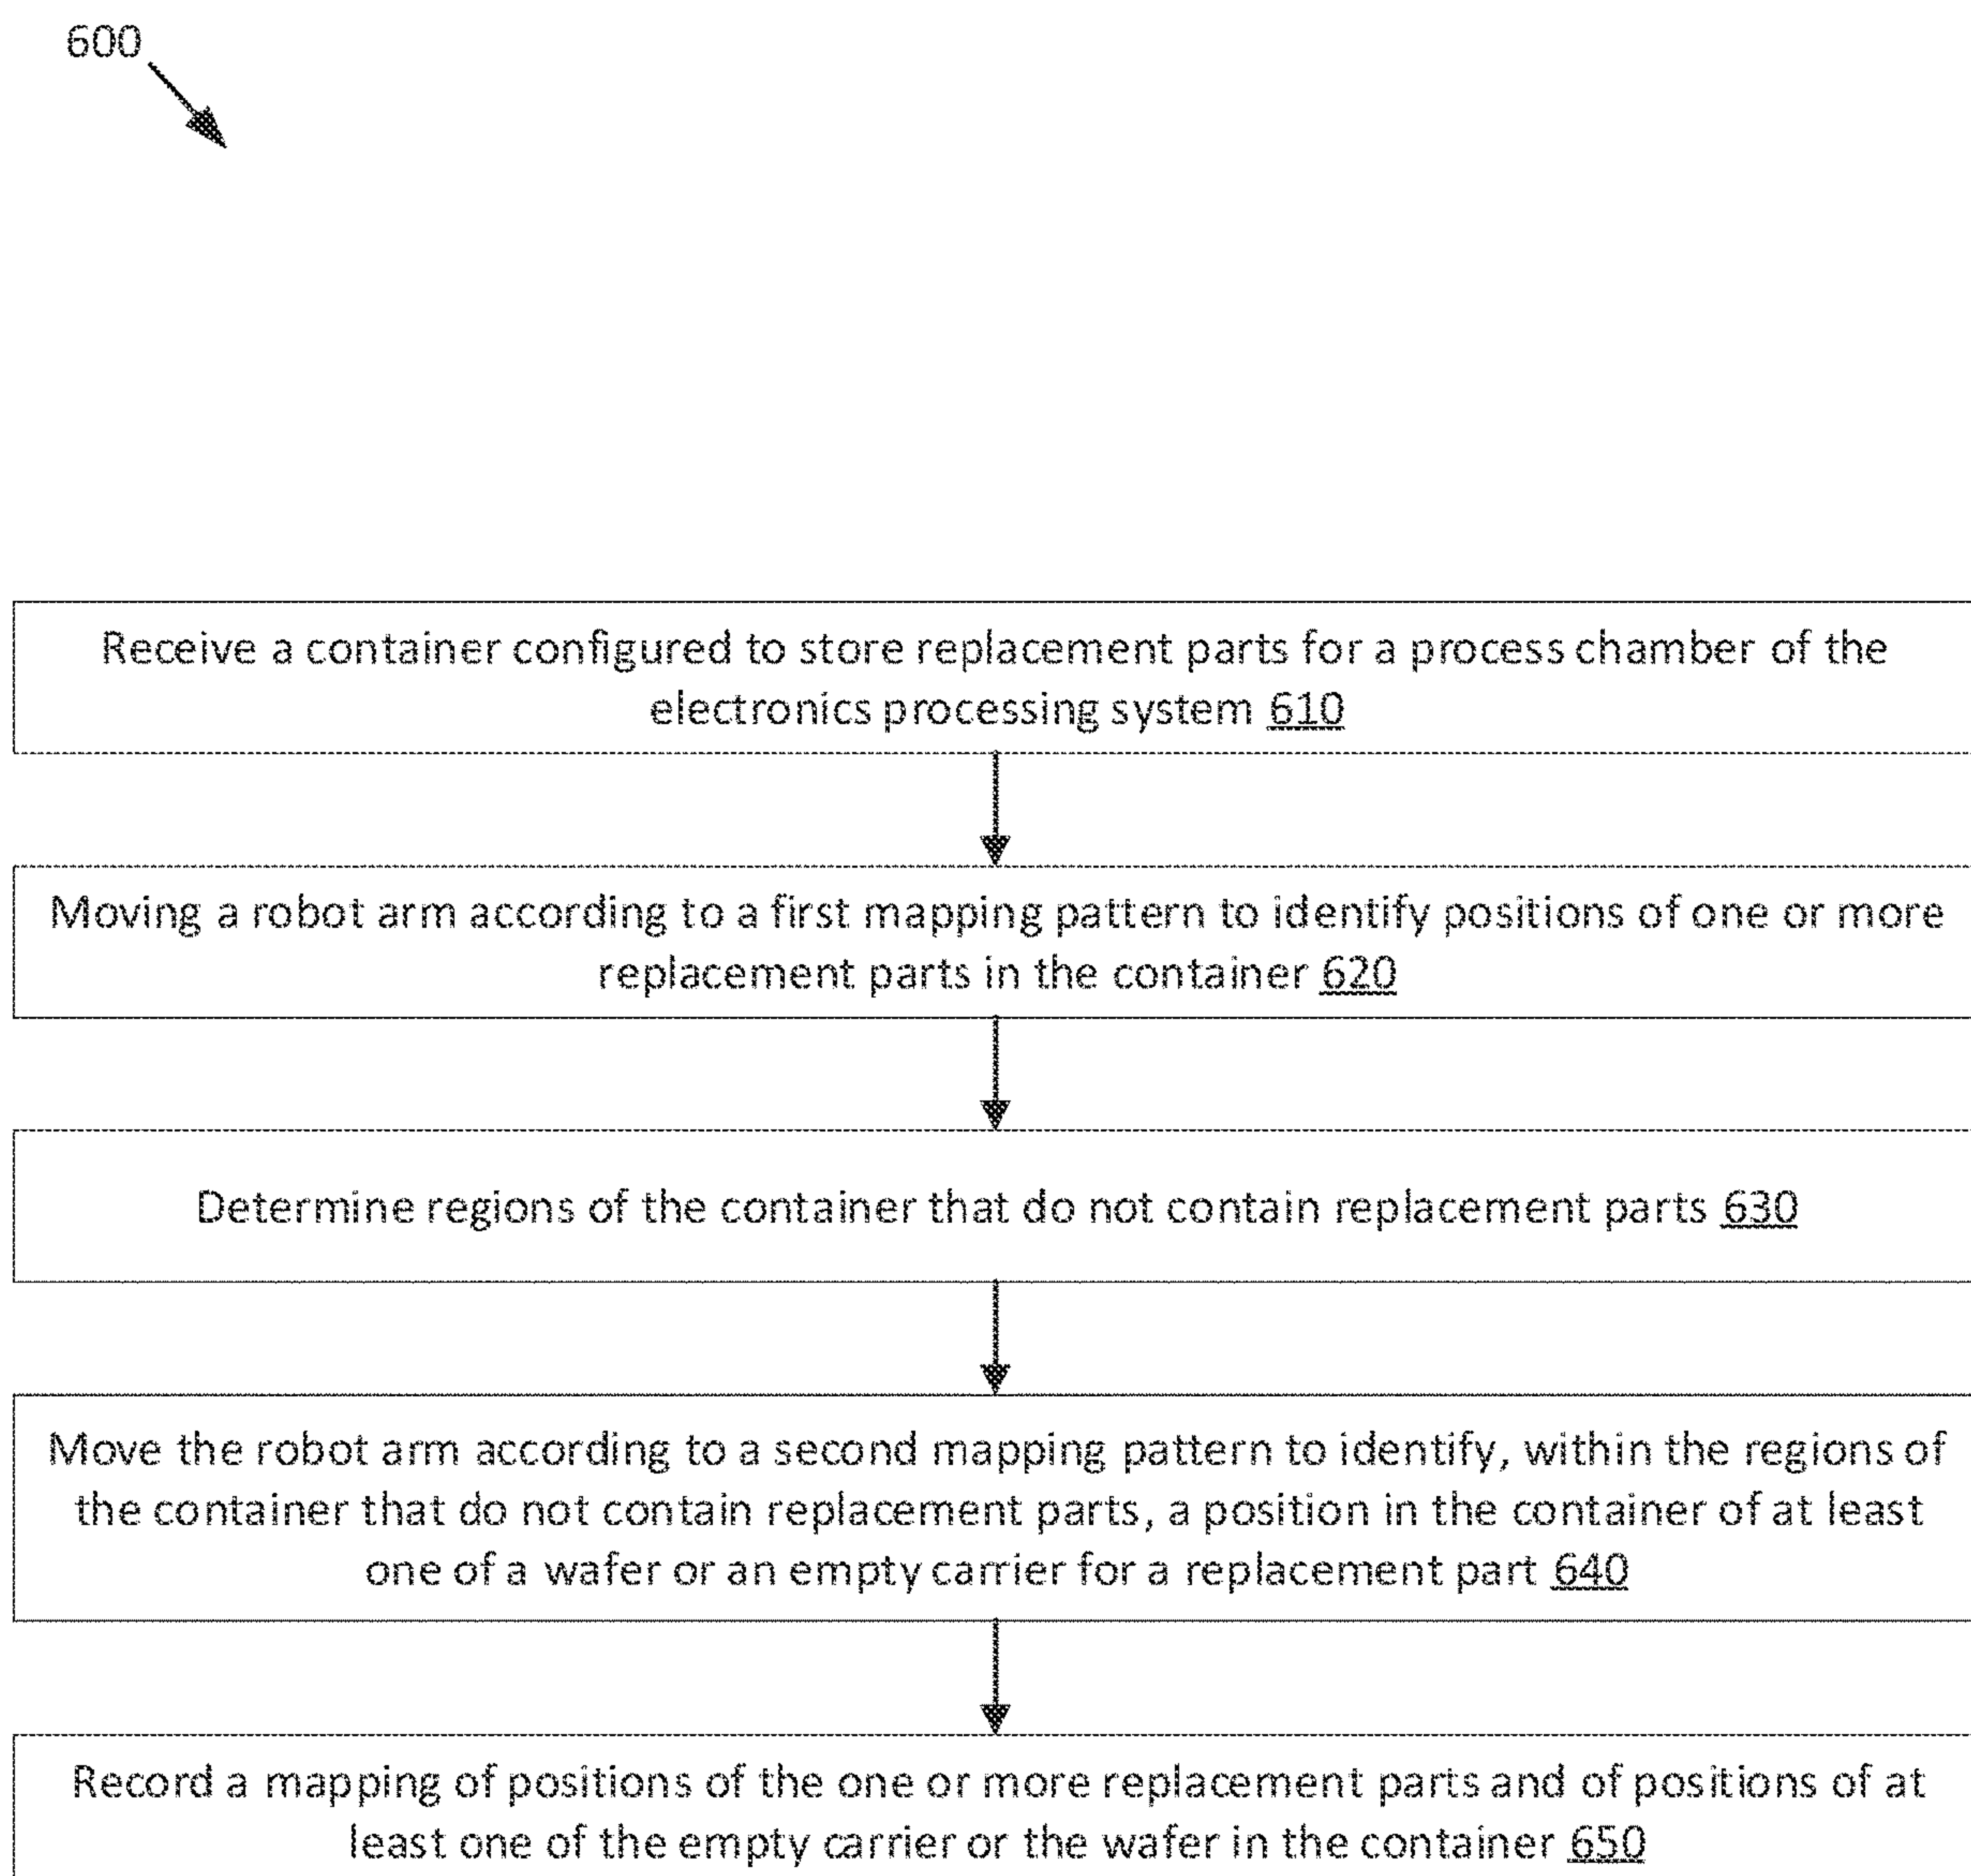 600
Receive a container configured to store replacement parts for a process chamber of the
electronics processing system 610
Moving a robot arm according to a first mapping pattern to identify positions of one or more
replacement parts in the container 620
Determine regions of the container that do not contain replacement parts 630
Move the robot arm according to a second mapping pattern to identify, within the regions of
the container that do not contain replacement parts, a position in the container of at least
one of a wafer or an empty carrier for a replacement part 640
Record a mapping of positions of the one or more replacement parts and of positions of at
least one of the empty carrier or the wafer in the container 650